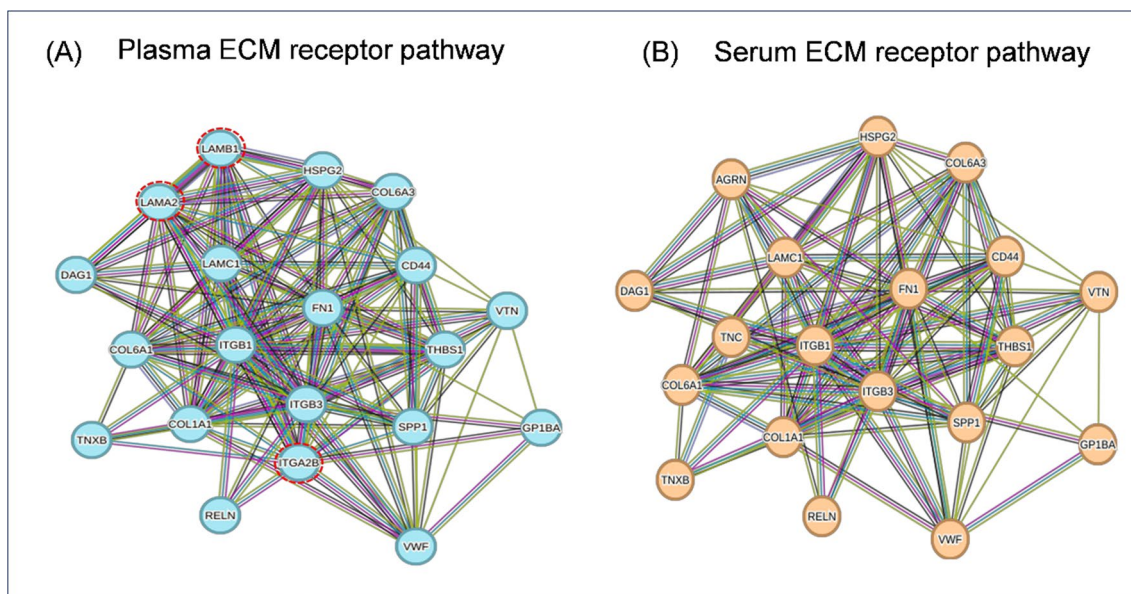 (A) Plasma ECM receptor pathway
LAMB1
HSPG2
COL6A3
LAMA2
LAMC1
CD44
DAG1
FN1
VTN
COL6A1
ITGB1
THBS1
ITGB3
TNXB
COL1A1
SPP1
GP1BA
ITGA2B
RELN
VWF
(B) Serum ECM receptor pathway
HSPG2
COL6A3
AGRN
LAMC1
CD44
DAG1
FN1
VTN
TNC
ITGB1
THBS1
COL6A1
ITGB3
COL1A1
SPP1
GP1BA
TNXB
RELN
VWF